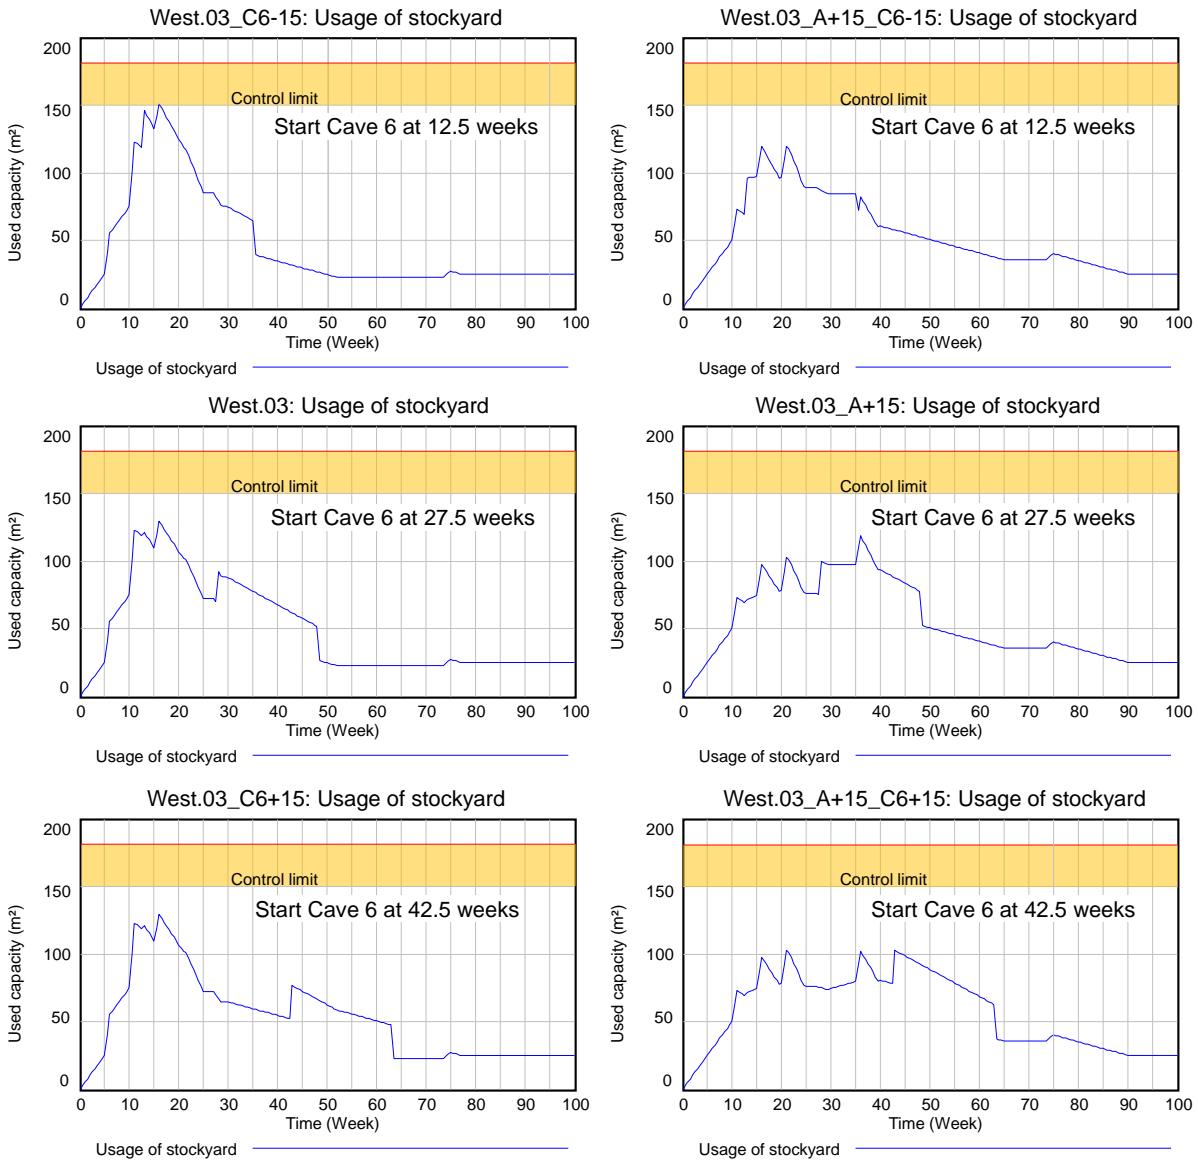 West.03_C6-15: Usage of stockyard
200
150
100
50
0
Used capacity (m²)
Control limit
Start Cave 6 at 12.5 weeks
0 10 20 30 40 50 60 70 80 90 100
Time (Week)
Usage of stockyard
West.03_A+15_C6-15: Usage of stockyard
200
150
100
50
0
Used capacity (m²)
Control limit
Start Cave 6 at 12.5 weeks
0 10 20 30 40 50 60 70 80 90 100
Time (Week)
Usage of stockyard
West.03: Usage of stockyard
200
150
100
50
0
Used capacity (m²)
Control limit
Start Cave 6 at 27.5 weeks
0 10 20 30 40 50 60 70 80 90 100
Time (Week)
Usage of stockyard
West.03_A+15: Usage of stockyard
200
150
100
50
0
Used capacity (m²)
Control limit
Start Cave 6 at 27.5 weeks
0 10 20 30 40 50 60 70 80 90 100
Time (Week)
Usage of stockyard
West.03_C6+15: Usage of stockyard
200
150
100
50
0
Used capacity (m²)
Control limit
Start Cave 6 at 42.5 weeks
0 10 20 30 40 50 60 70 80 90 100
Time (Week)
Usage of stockyard
West.03_A+15_C6+15: Usage of stockyard
200
150
100
50
0
Used capacity (m²)
Control limit
Start Cave 6 at 42.5 weeks
0 10 20 30 40 50 60 70 80 90 100
Time (Week)
Usage of stockyard